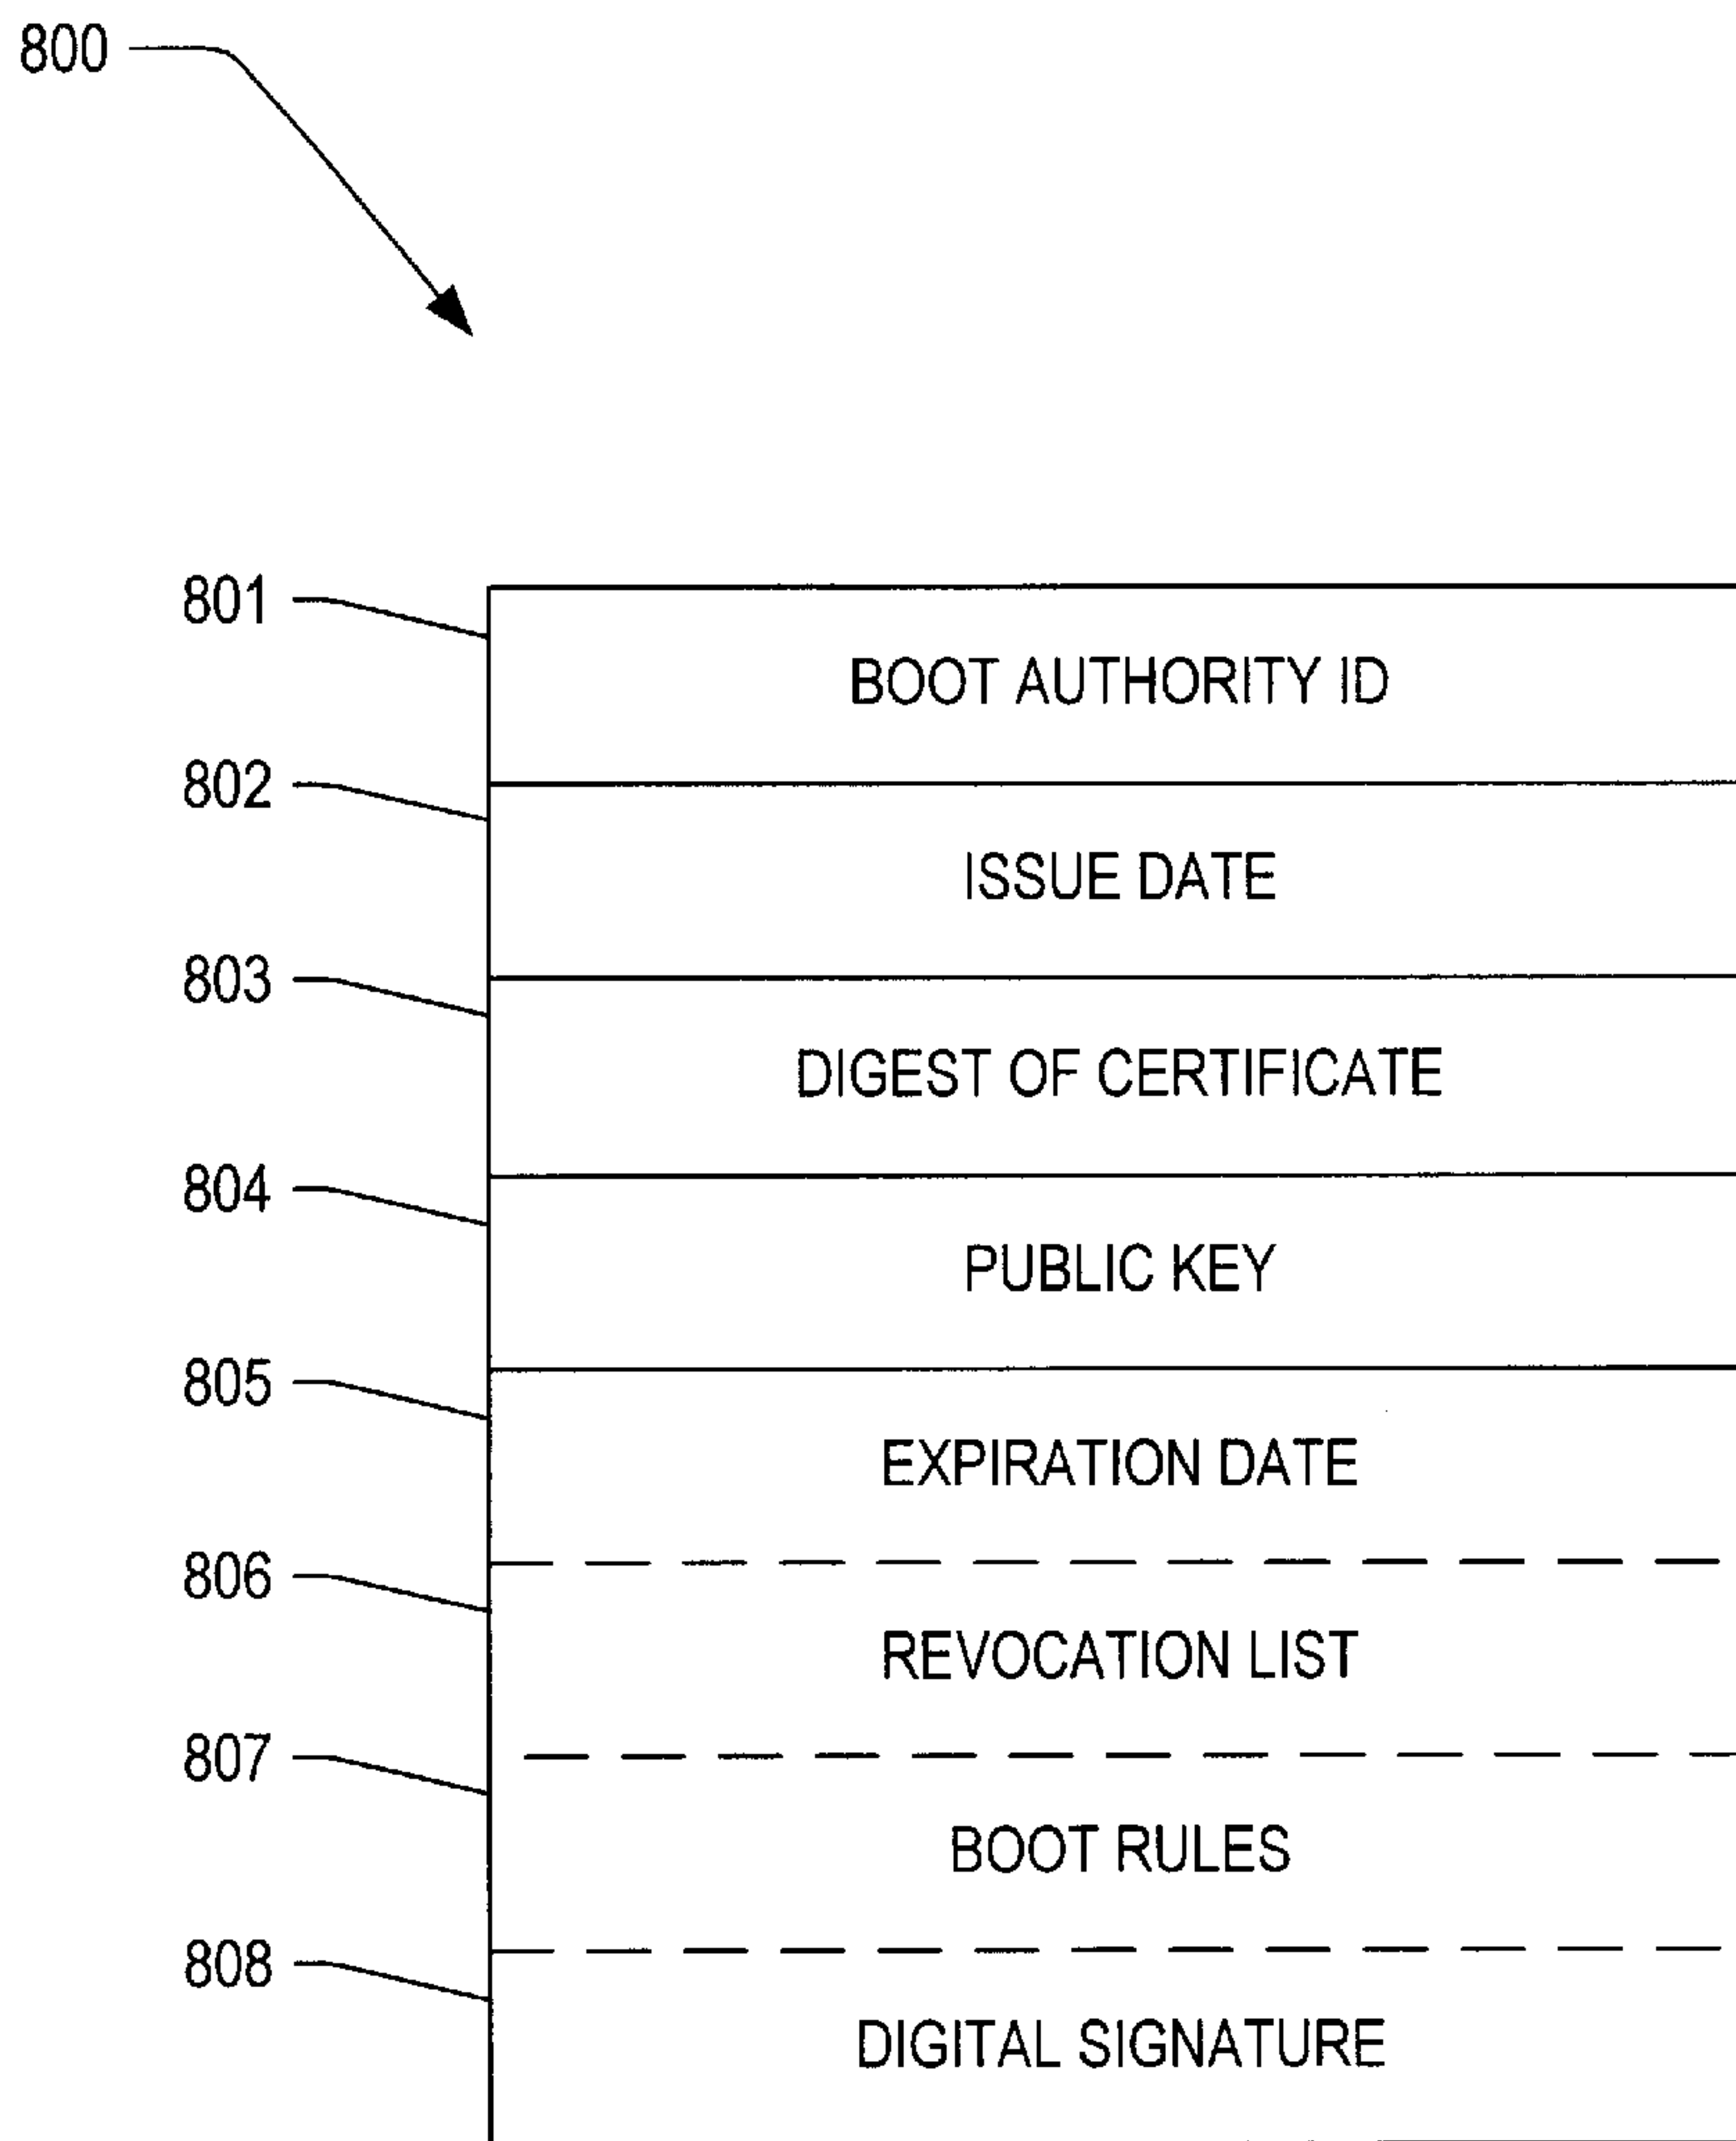 800
801
BOOT AUTHORITY ID
802
ISSUE DATE
803
DIGEST OF CERTIFICATE
804
PUBLIC KEY
805
EXPIRATION DATE
806
REVOCATION LIST
807
BOOT RULES
808
DIGITAL SIGNATURE